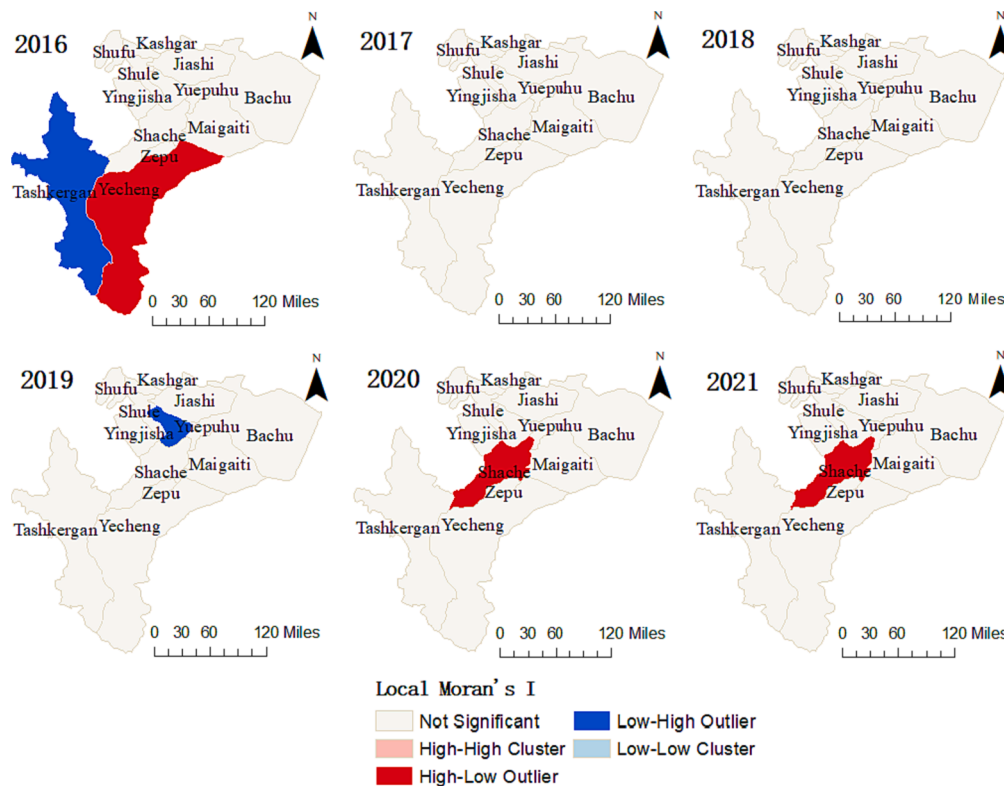 N
2016
Shufu
Kashgar
Jiashi
Shule
Yingjisha
Yuepuhu
Bachu
Shache
Maigaiti
Zepu
Tashkergan
Yecheng
0 30 60 120 Miles
N
2017
Shufu
Kashgar
Jiashi
Shule
Yingjisha
Yuepuhu
Bachu
Shache
Maigaiti
Zepu
Tashkergan
Yecheng
0 30 60 120 Miles
N
2018
Shufu
Kashgar
Jiashi
Shule
Yingjisha
Yuepuhu
Bachu
Shache
Maigaiti
Zepu
Tashkergan
Yecheng
0 30 60 120 Miles
N
2019
Shufu
Kashgar
Jiashi
Shule
Yingjisha
Yuepuhu
Bachu
Shache
Maigaiti
Zepu
Tashkergan
Yecheng
0 30 60 120 Miles
N
2020
Shufu
Kashgar
Jiashi
Shule
Yingjisha
Yuepuhu
Bachu
Shache
Maigaiti
Zepu
Tashkergan
Yecheng
0 30 60 120 Miles
N
2021
Shufu
Kashgar
Jiashi
Shule
Yingjisha
Yuepuhu
Bachu
Shache
Maigaiti
Zepu
Tashkergan
Yecheng
0 30 60 120 Miles
Local Moran's I
Not Significant
High-High Cluster
High-Low Outlier
Low-High Outlier
Low-Low Cluster